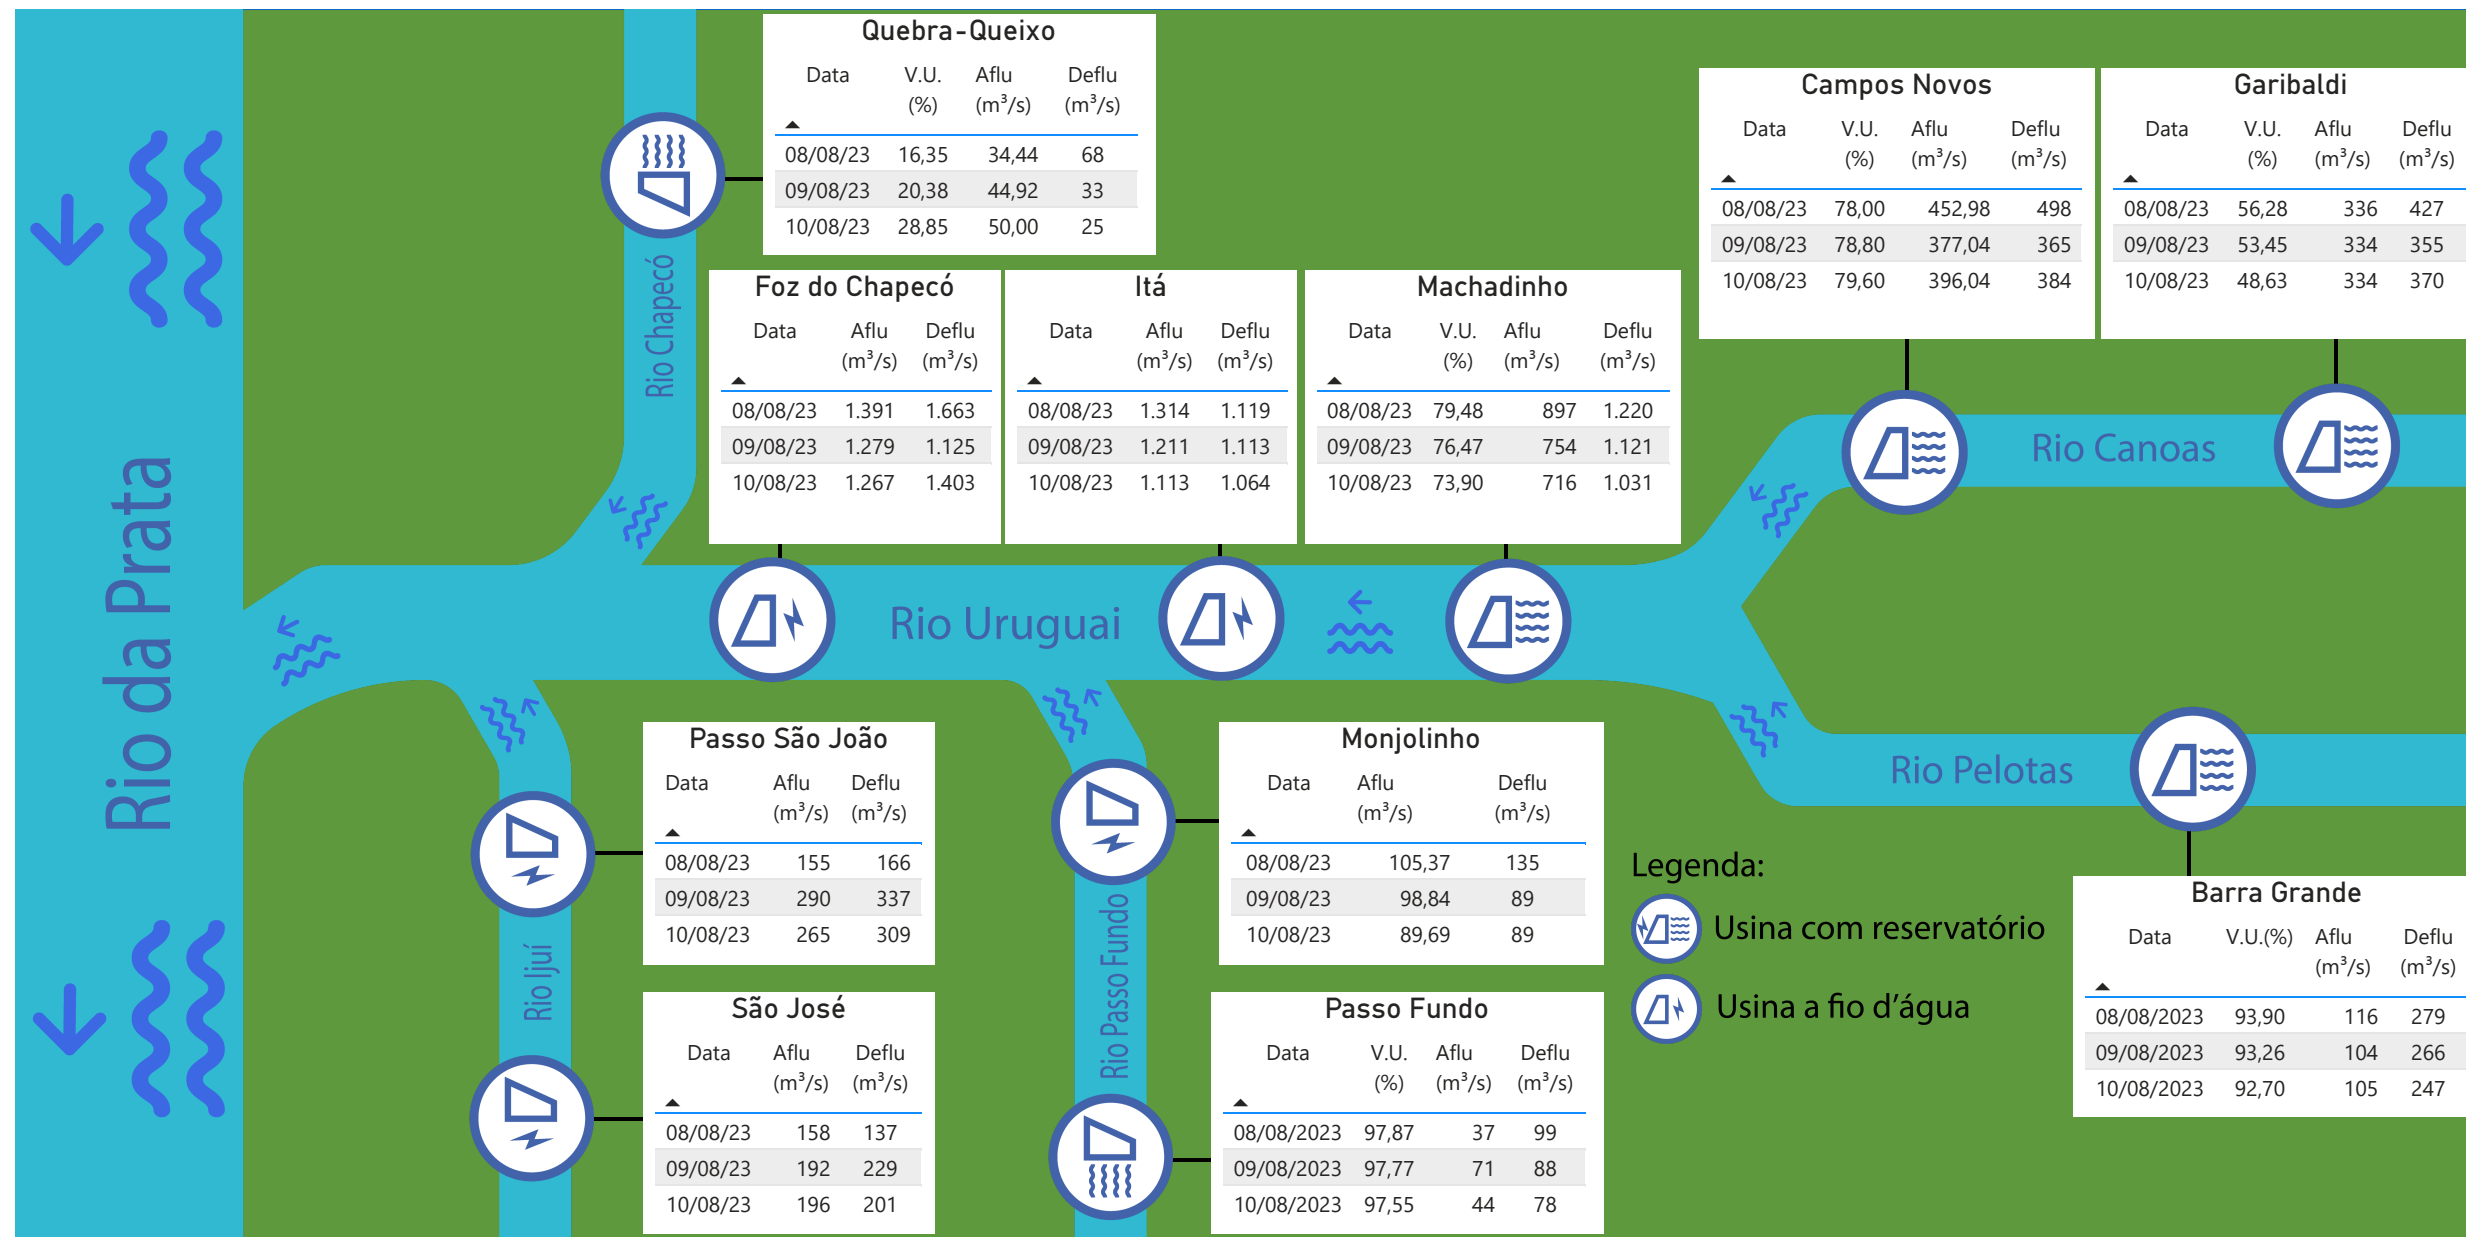 Quebra-Queixo
Data V.U. (%) Aflu (m³/s) Deflu (m³/s)
08/08/23 16,35 34,44 68
09/08/23 20,38 44,92 33
10/08/23 28,85 50,00 25
Campos Novos
Data V.U. (%) Aflu (m³/s) Deflu (m³/s)
08/08/23 78,00 452,98 498
09/08/23 78,80 377,04 365
10/08/23 79,60 396,04 384
Garibaldi
Data V.U. (%) Aflu (m³/s) Deflu (m³/s)
08/08/23 56,28 336 427
09/08/23 53,45 334 355
10/08/23 48,63 334 370
Rio Chapecó
Foz do Chapecó
Data Aflu (m³/s) Deflu (m³/s)
08/08/23 1.391 1.663
09/08/23 1.279 1.125
10/08/23 1.267 1.403
Itá
Data Aflu (m³/s) Deflu (m³/s)
08/08/23 1.314 1.119
09/08/23 1.211 1.113
10/08/23 1.113 1.064
Machadinho
Data V.U. (%) Aflu (m³/s) Deflu (m³/s)
08/08/23 79,48 897 1.220
09/08/23 76,47 754 1.121
10/08/23 73,90 716 1.031
Rio Canoas
Rio da Prata
Rio Uruguai
Rio Pelotas
Passo São João
Data Aflu (m³/s) Deflu (m³/s)
08/08/23 155 166
09/08/23 290 337
10/08/23 265 309
Monjolinho
Data Aflu (m³/s) Deflu (m³/s)
08/08/23 105,37 135
09/08/23 98,84 89
10/08/23 89,69 89
Legenda:
Usina com reservatório
Usina a fio d'água
Barra Grande
Data V.U.(%) Aflu (m³/s) Deflu (m³/s)
08/08/2023 93,90 116 279
09/08/2023 93,26 104 266
10/08/2023 92,70 105 247
Rio Ijuí
Rio Passo Fundo
São José
Data Aflu (m³/s) Deflu (m³/s)
08/08/23 158 137
09/08/23 192 229
10/08/23 196 201
Passo Fundo
Data V.U. (%) Aflu (m³/s) Deflu (m³/s)
08/08/2023 97,87 37 99
09/08/2023 97,77 71 88
10/08/2023 97,55 44 78